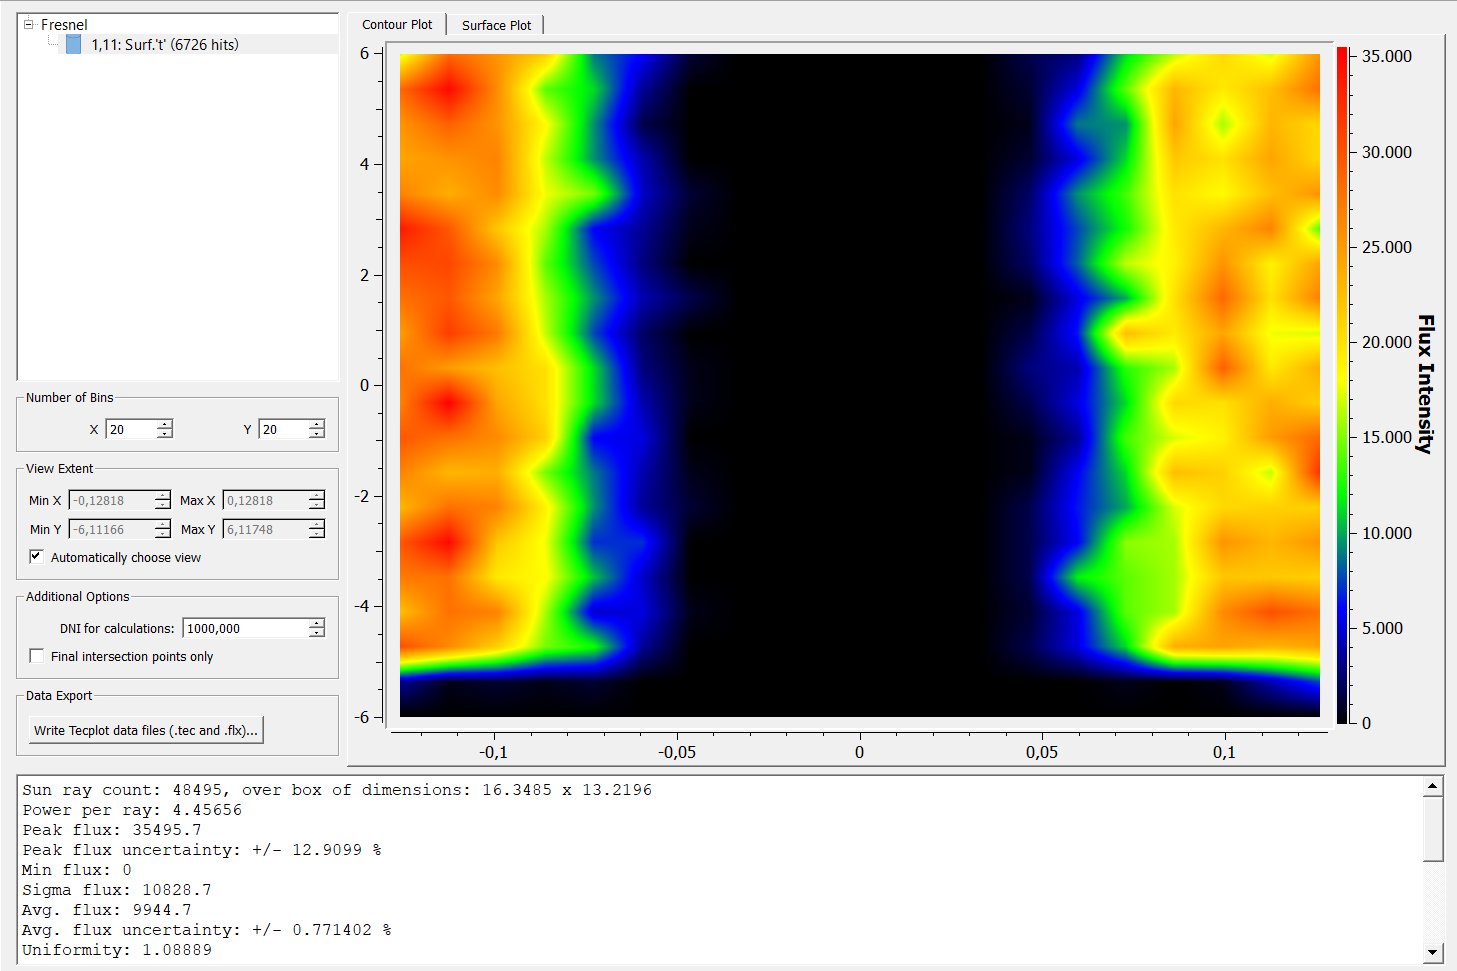 Fresnel
1,11: Surf.'t' (6726 hits)
Number of Bins
X 20 Y 20
View Extent
Min X -0,12818 Max X 0,12818
Min Y -6,11166 Max Y 6,11748
Automatically choose view
Additional Options
DNI for calculations: 1000,000
Final intersection points only
Data Export
Write Tecplot data files (.tec and .flx)...
Contour Plot Surface Plot
6
4
2
0
-2
-4
-6
-0,1 -0,05 0 0,05 0,1
35.000
30.000
25.000
20.000
15.000
10.000
5.000
0
Flux Intensity
Sun ray count: 48495, over box of dimensions: 16.3485 x 13.2196
Power per ray: 4.45656
Peak flux: 35495.7
Peak flux uncertainty: +/- 12.9099 %
Min flux: 0
Sigma flux: 10828.7
Avg. flux: 9944.7
Avg. flux uncertainty: +/- 0.771402 %
Uniformity: 1.08889